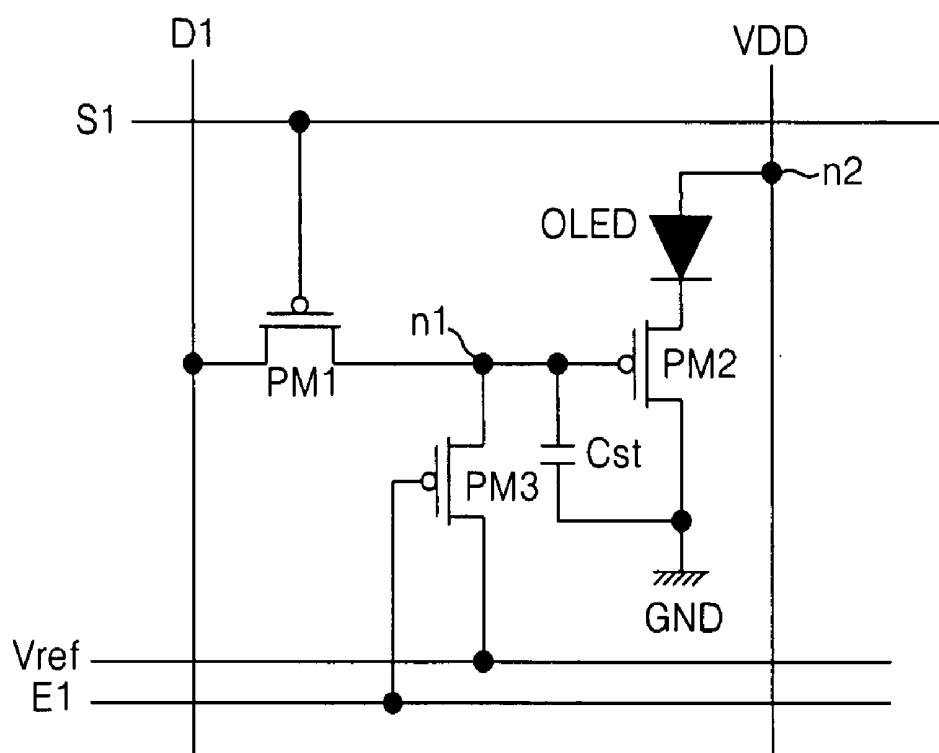 D1
VDD
S1
n2
OLED
n1
PM1
PM2
Cst
PM3
GND
Vref
E1